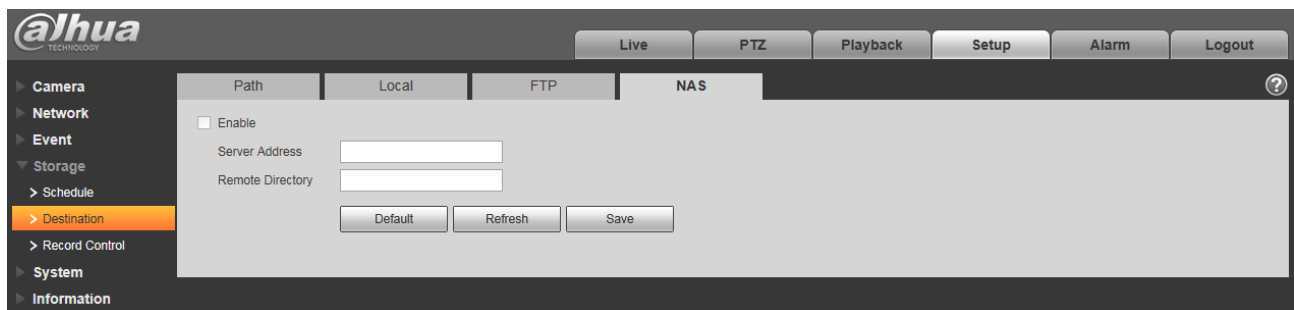 alhua
TECHNOLOGY
Live PTZ Playback Setup Alarm Logout
Camera
Network
Event
Storage
> Schedule
> Destination
> Record Control
System
Information
Path Local FTP NAS
?
Enable
Server Address
Remote Directory
Default Refresh Save